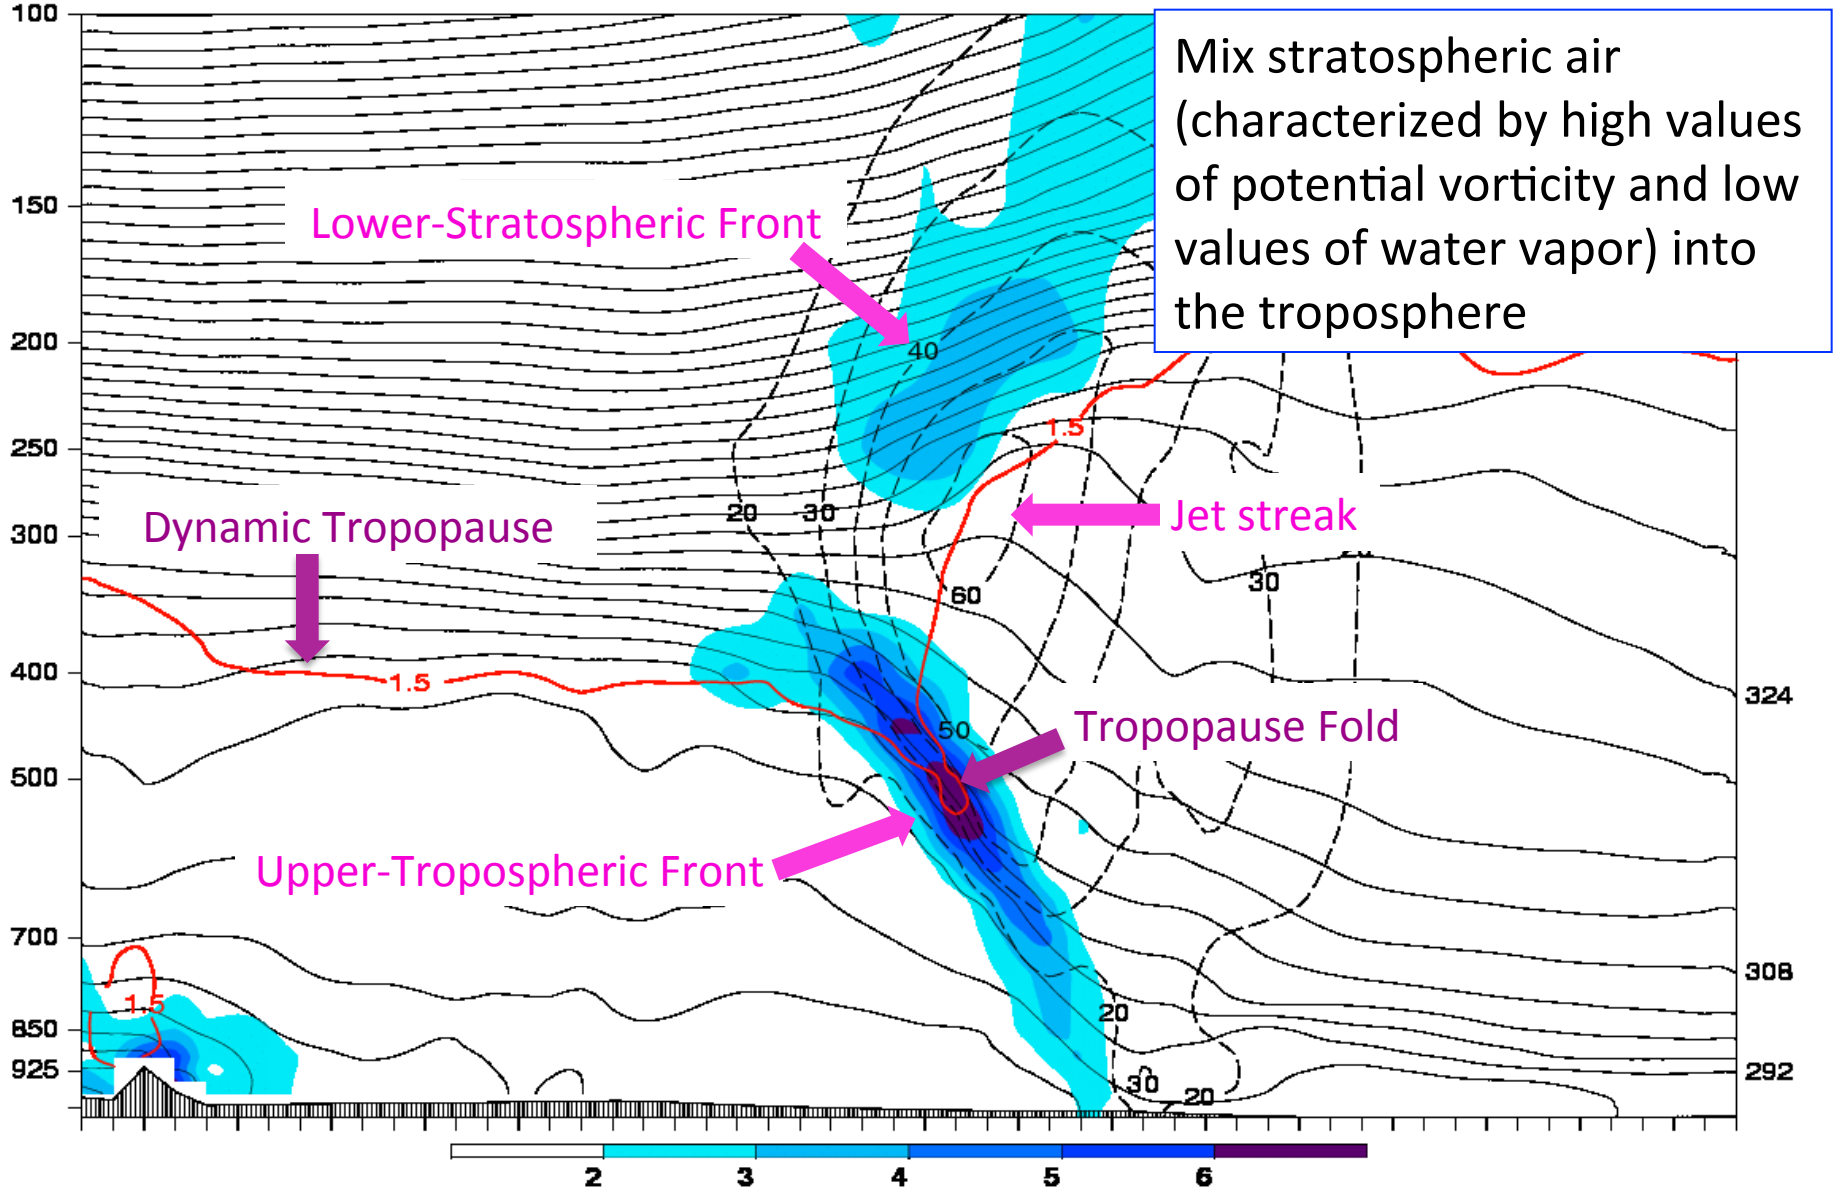 100
Mix stratospheric air
(characterized by high values
of potential vorticity and low
values of water vapor) into
the troposphere
150
Lower-Stratospheric Front
200
40
1.5
250
20
30
Jet streak
Dynamic Tropopause
300
60
30
400
1.5
324
50
Tropopause Fold
500
Upper-Tropospheric Front
700
308
1.5
20
850
925
30
20
292
2 3 4 5 6